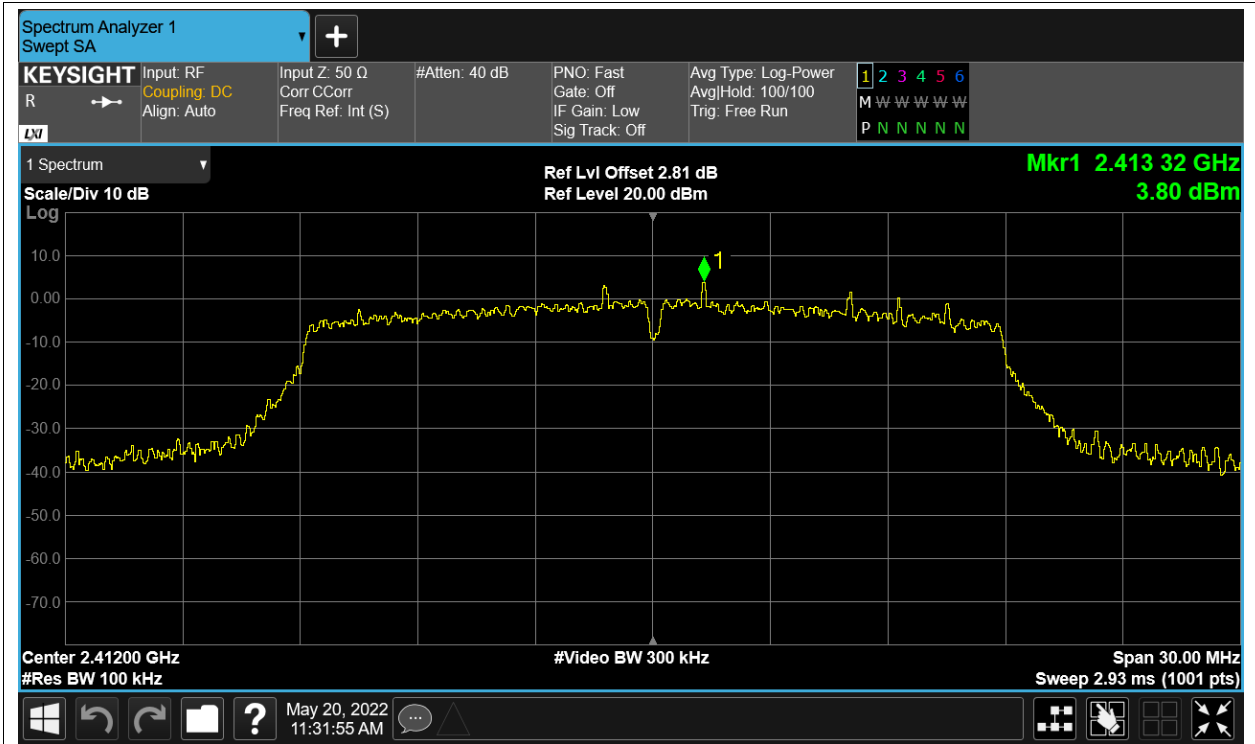 Spectrum Analyzer 1
Swept SA
+
KEYSIGHT
R
LXI
Input: RF
Coupling: DC
Align: Auto
Input Z: 50 Ω
Corr CCorr
Freq Ref: Int (S)
#Atten: 40 dB
PNO: Fast
Gate: Off
IF Gain: Low
Sig Track: Off
Avg Type: Log-Power
Avg|Hold: 100/100
Trig: Free Run
1 2 3 4 5 6
M W W W W W
P N N N N N
1 Spectrum
Scale/Div 10 dB
Log
Ref Lvl Offset 2.81 dB
Ref Level 20.00 dBm
Mkr1 2.413 32 GHz
3.80 dBm
10.0
0.00
-10.0
-20.0
-30.0
-40.0
-50.0
-60.0
-70.0
1
Center 2.41200 GHz
#Res BW 100 kHz
#Video BW 300 kHz
Span 30.00 MHz
Sweep 2.93 ms (1001 pts)
?
May 20, 2022
11:31:55 AM